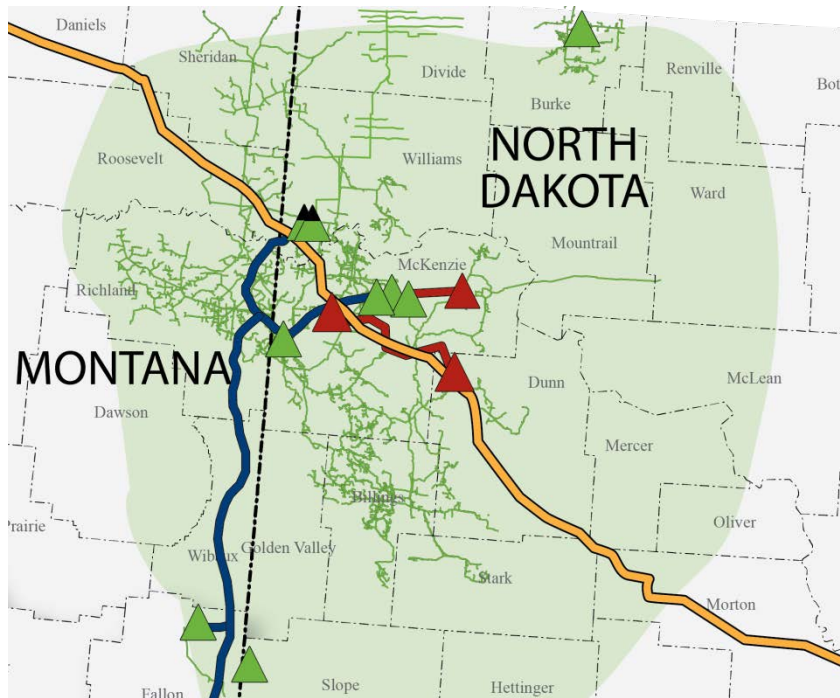 Daniels
Sheridan
Divide
Burke
Renville
Bot
Roosevelt
Williams
NORTH
DAKOTA
Ward
Mountrail
Richland
McKenzie
MONTANA
Dawson
Dunn
McLean
Mercer
Billings
Prairie
Wibaux
Golden Valley
Oliver
Stark
Morton
Fallon
Slope
Hettinger